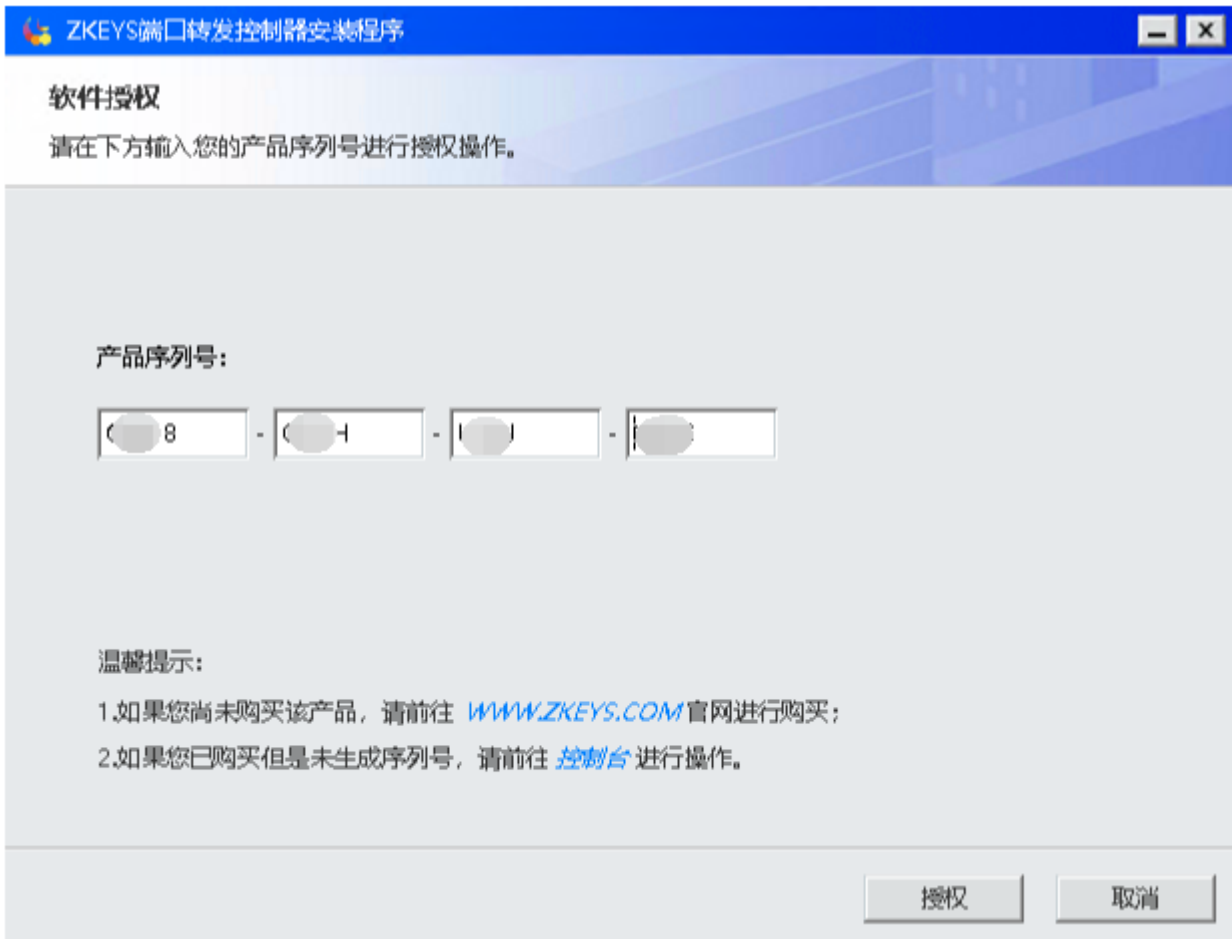 ZKEYS端口转发控制器安装程序
软件授权
请在下方输入您的产品序列号进行授权操作。
产品序列号：
8 - H - -
温馨提示：
1.如果您尚未购买该产品，请前往 WWW.ZKEYS.COM 官网进行购买；
2.如果您已购买但是未生成序列号，请前往 控制台 进行操作。
授权 取消